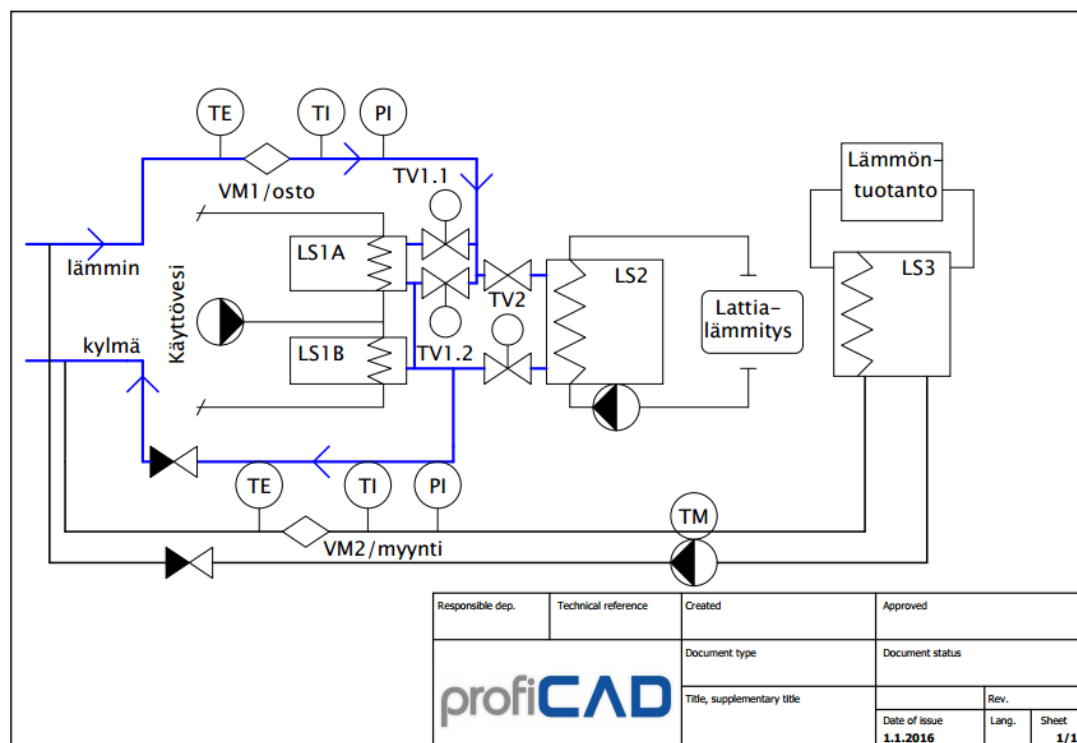 TE
TI
PI
VM1/osto
TV1.1
Lämmön-
tuotanto
lämmin
LS1A
LS2
LS3
Käyttövesi
TV2
Lattia-
lämmitys
kylmä
LS1B
TV1.2
TE
TI
PI
VM2/myynti
TM
Responsible dep.
Technical reference
Created
Approved
Document type
Document status
profiCAD
Title, supplementary title
Rev.
Date of issue
1.1.2016
Lang.
Sheet
1/1